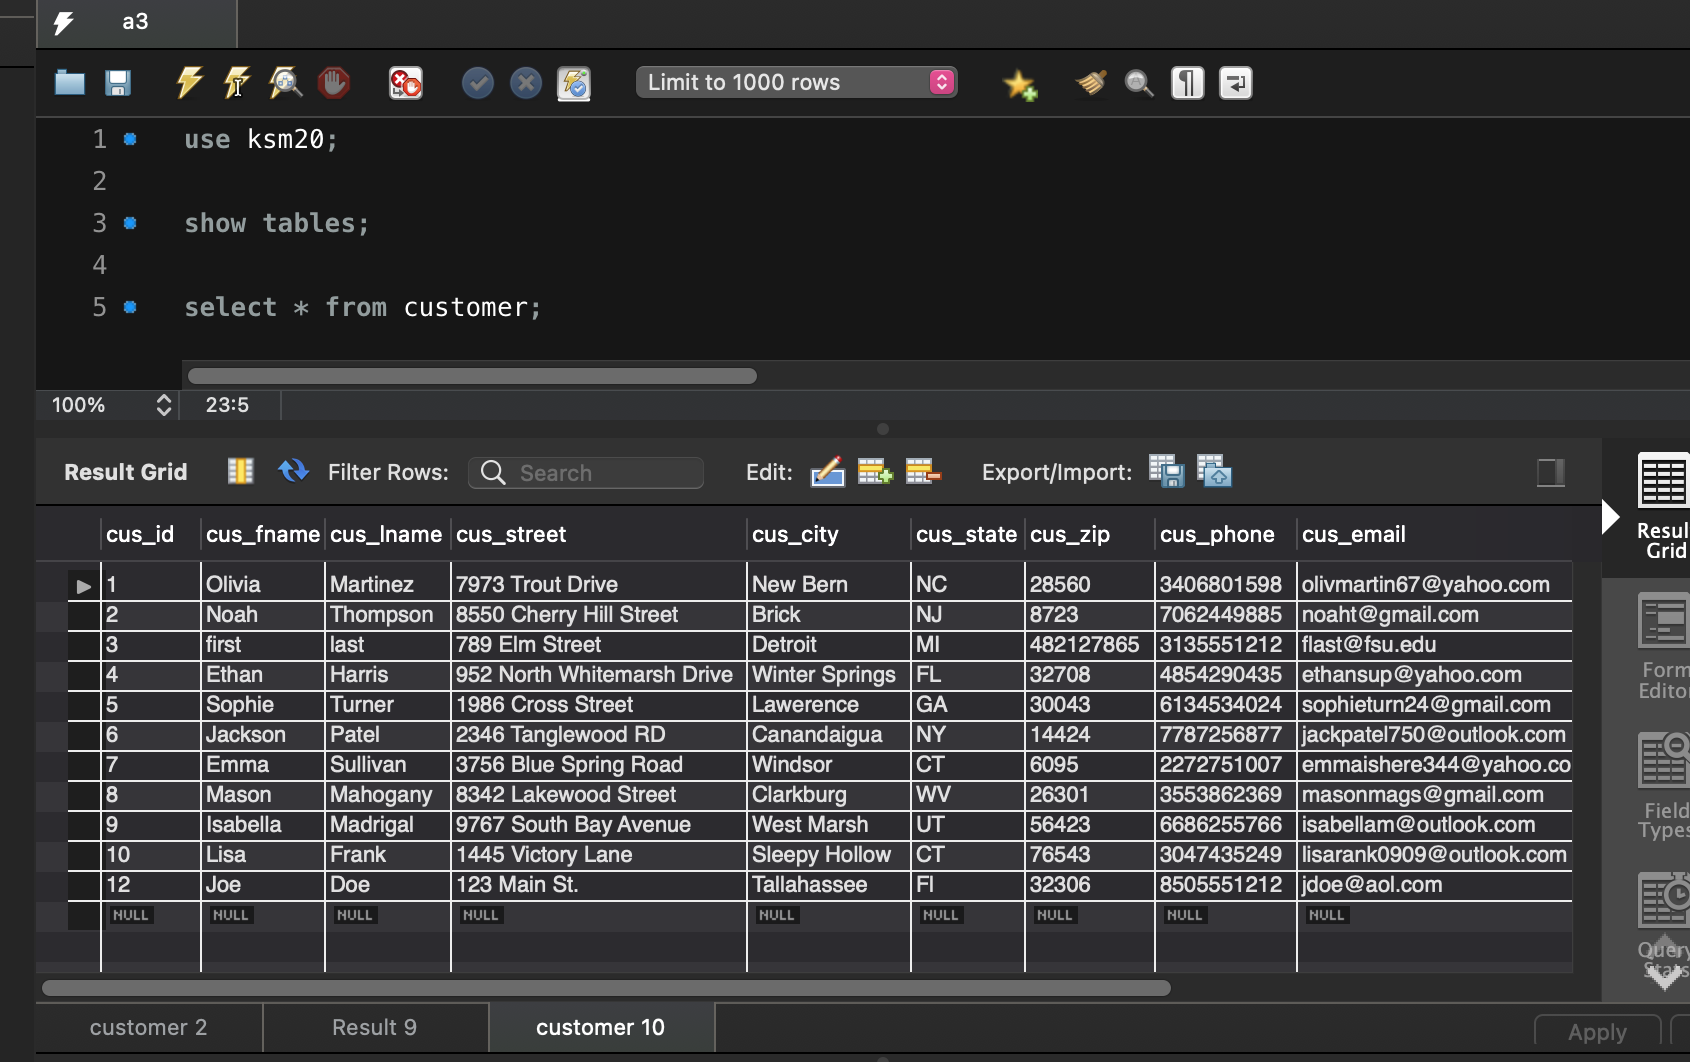 a3
Limit to 1000 rows
1 use ksm20;
2
3 show tables;
4
5 select * from customer;
100% 23:5
Result Grid Filter Rows: Search Edit: Export/Import:
cus_id cus_fname cus_lname cus_street cus_city cus_state cus_zip cus_phone cus_email
1 Olivia Martinez 7973 Trout Drive New Bern NC 28560 3406801598 olivmartin67@yahoo.com
2 Noah Thompson 8550 Cherry Hill Street Brick NJ 8723 7062449885 noaht@gmail.com
3 first last 789 Elm Street Detroit MI 482127865 3135551212 flast@fsu.edu
4 Ethan Harris 952 North Whitemarsh Drive Winter Springs FL 32708 4854290435 ethansup@yahoo.com
5 Sophie Turner 1986 Cross Street Lawerence GA 30043 6134534024 sophieturn24@gmail.com
6 Jackson Patel 2346 Tanglewood RD Canandaigua NY 14424 7787256877 jackpatel750@outlook.com
7 Emma Sullivan 3756 Blue Spring Road Windsor CT 6095 2272751007 emmaishere344@yahoo.co
8 Mason Mahogany 8342 Lakewood Street Clarkburg WV 26301 3553862369 masonmags@gmail.com
9 Isabella Madrigal 9767 South Bay Avenue West Marsh UT 56423 6686255766 isabellam@outlook.com
10 Lisa Frank 1445 Victory Lane Sleepy Hollow CT 76543 3047435249 lisarank0909@outlook.com
12 Joe Doe 123 Main St. Tallahassee Fl 32306 8505551212 jdoe@aol.com
NULL NULL NULL NULL NULL NULL NULL NULL NULL
Resul
Grid
Form
Edito
Field
Types
Query
Stats
customer 2 Result 9 customer 10
Apply